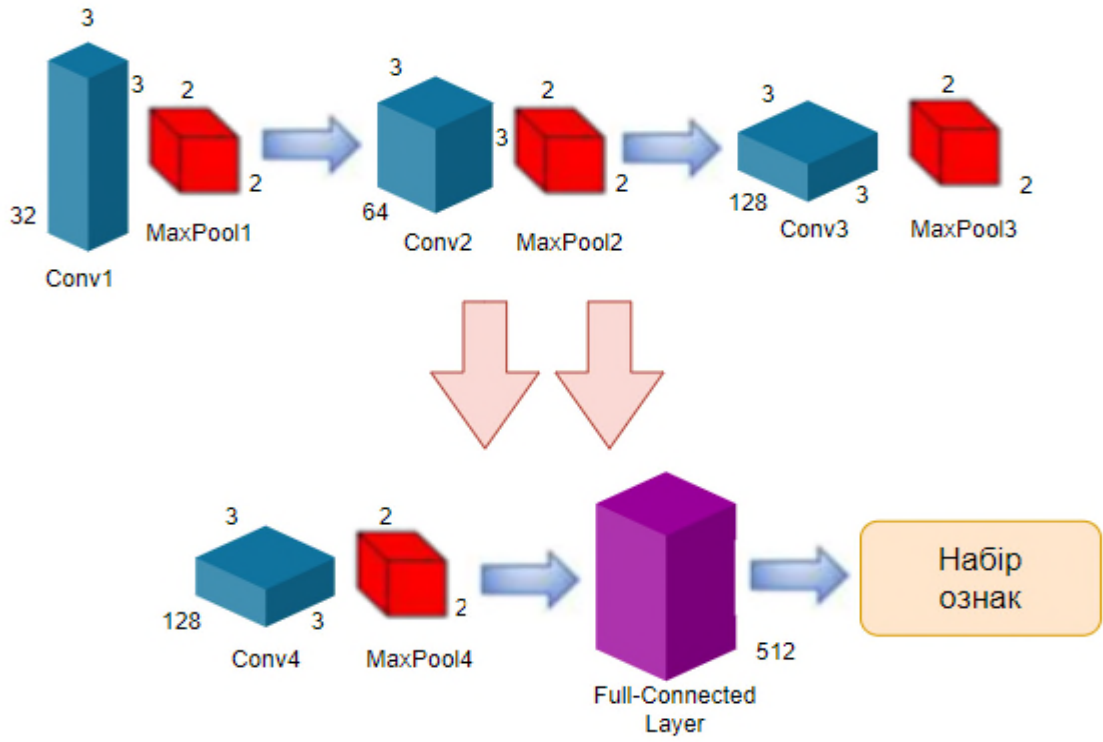 3
3
2
2
32
MaxPool1
Conv1
3
3
2
2
64
Conv2
MaxPool2
3
3
2
2
128
Conv3
MaxPool3
3
3
2
2
128
Conv4
MaxPool4
512
Full-Connected
Layer
Набір
ознак